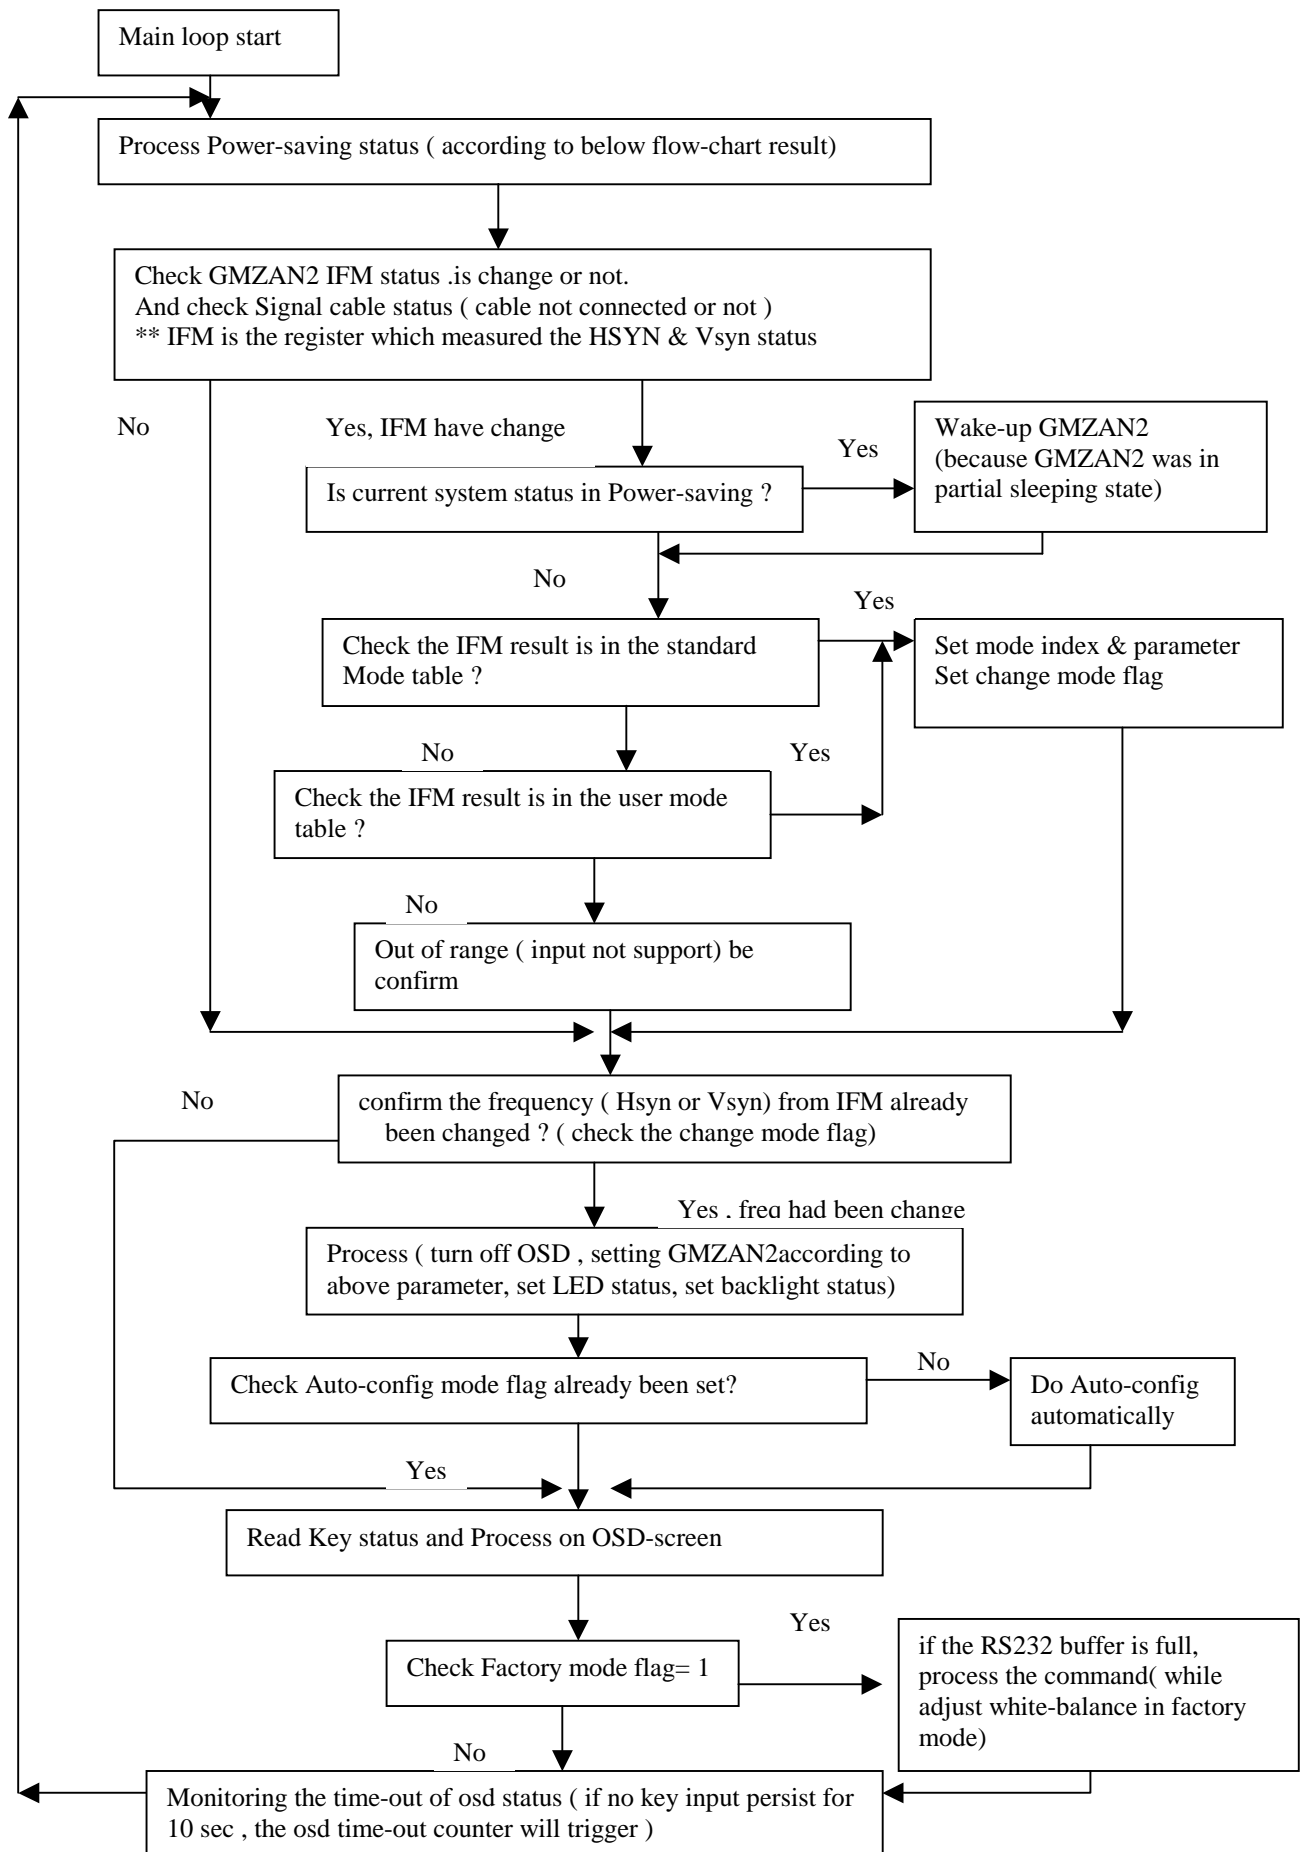 Main loop start
Process Power-saving status ( according to below flow-chart result)
Check GMZAN2 IFM status .is change or not.
And check Signal cable status ( cable not connected or not )
** IFM is the register which measured the HSYN & Vsyn status
No
Yes, IFM have change
Yes
Wake-up GMZAN2
(because GMZAN2 was in
partial sleeping state)
Is current system status in Power-saving ?
No
Yes
Check the IFM result is in the standard
Mode table ?
Set mode index & parameter
Set change mode flag
No
Yes
Check the IFM result is in the user mode
table ?
No
Out of range ( input not support) be
confirm
No
confirm the frequency ( Hsyn or Vsyn) from IFM already
been changed ? ( check the change mode flag)
Yes , freq had been change
Process ( turn off OSD , setting GMZAN2according to
above parameter, set LED status, set backlight status)
No
Check Auto-config mode flag already been set?
Do Auto-config
automatically
Yes
Read Key status and Process on OSD-screen
Yes
Check Factory mode flag= 1
if the RS232 buffer is full,
process the command( while
adjust white-balance in factory
mode)
No
Monitoring the time-out of osd status ( if no key input persist for
10 sec , the osd time-out counter will trigger )